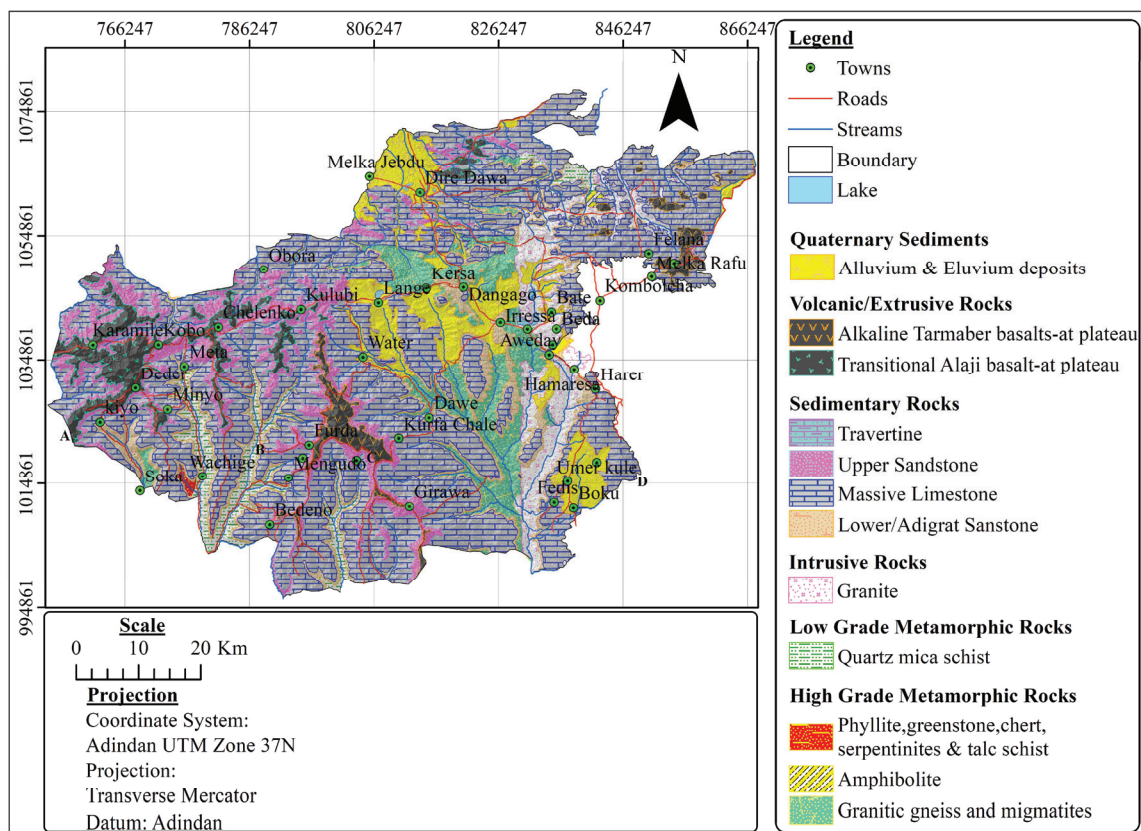 766247 786247 806247 826247 846247 866247
1074861
1054861
1034861
1014861
994861
N
Melka Jebdu
Dire Dawa
Felana
Melka Rafu
Obora
Kersa
Kombolcha
Kulubi
Lange
Dangago
Bate
Chelenko
Irressa
Beda
Karamile
Kobo
Water
Aweday
Meta
Harer
Deder
Hamaresa
Minyo
Dawe
kiyo
Furda
Kurfa Chale
A
B
C
D
Soka
Wachige
Mengudo
Umer kule
Girawa
Fedis
Boku
Bedeno
Scale
0 10 20 Km
Projection
Coordinate System:
Adindan UTM Zone 37N
Projection:
Transverse Mercator
Datum: Adindan
Legend
Towns
Roads
Streams
Boundary
Lake
Quaternary Sediments
Alluvium & Eluvium deposits
Volcanic/Extrusive Rocks
Alkaline Tarmaber basalts-at plateau
Transitional Alaji basalt-at plateau
Sedimentary Rocks
Travertine
Upper Sandstone
Massive Limestone
Lower/Adigrat Sanstone
Intrusive Rocks
Granite
Low Grade Metamorphic Rocks
Quartz mica schist
High Grade Metamorphic Rocks
Phyllite,greenstone,chert,
serpentinites & talc schist
Amphibolite
Granitic gneiss and migmatites